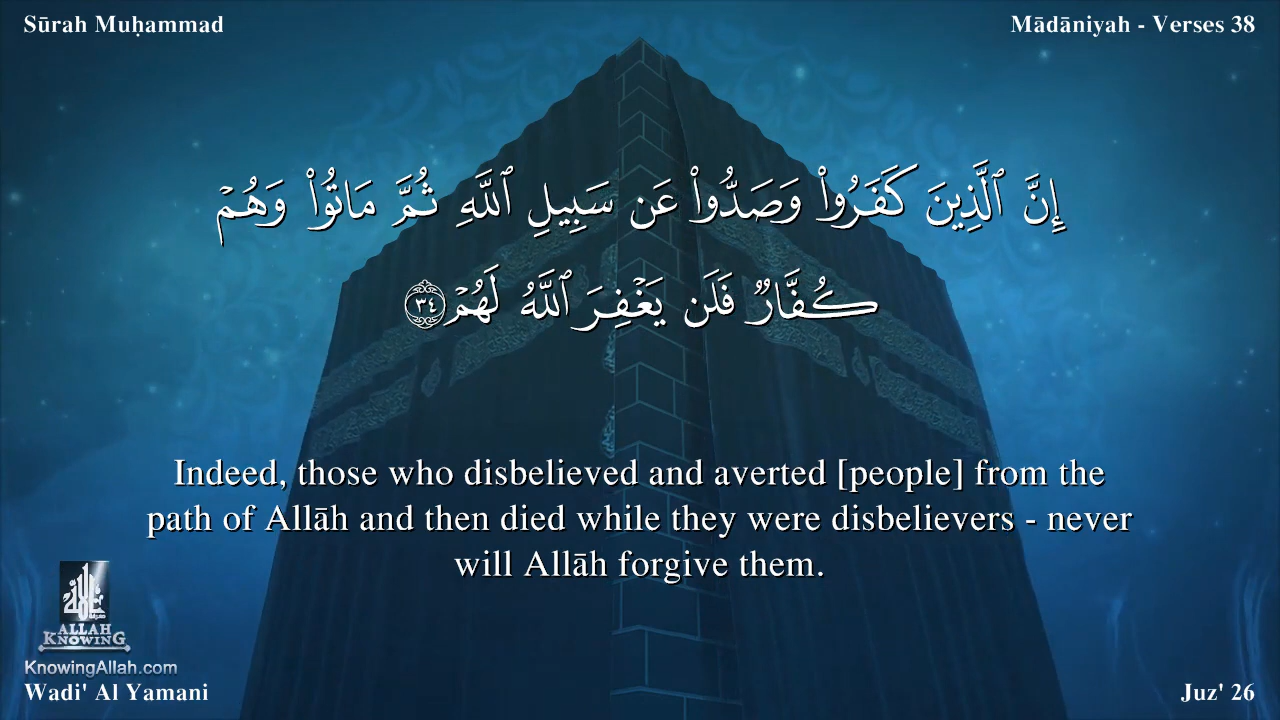 Sūrah Muḥammad
Mādāniyah - Verses 38
إِنَّ ٱلَّذِينَ كَفَرُوا۟ وَصَدُّوا۟ عَن سَبِيلِ ٱللَّهِ ثُمَّ مَاتُوا۟ وَهُمْ
كُفَّارٌ فَلَن يَغْفِرَ ٱللَّهُ لَهُمْ ٣٤
Indeed, those who disbelieved and averted [people] from the
path of Allāh and then died while they were disbelievers - never
will Allāh forgive them.
ALLAH
KNOWING
KnowingAllah.com
Wadi' Al Yamani
Juz' 26